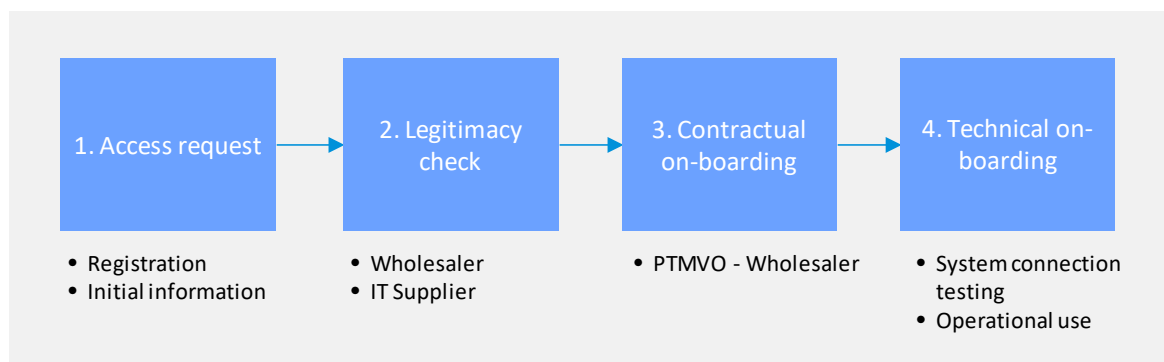 1. Access request
2. Legitimacy
check
3. Contractual
on-boarding
4. Technical on-
boarding
• Registration
• Initial information
• Wholesaler
• IT Supplier
• PTMVO - Wholesaler
• System connection
testing
• Operational use